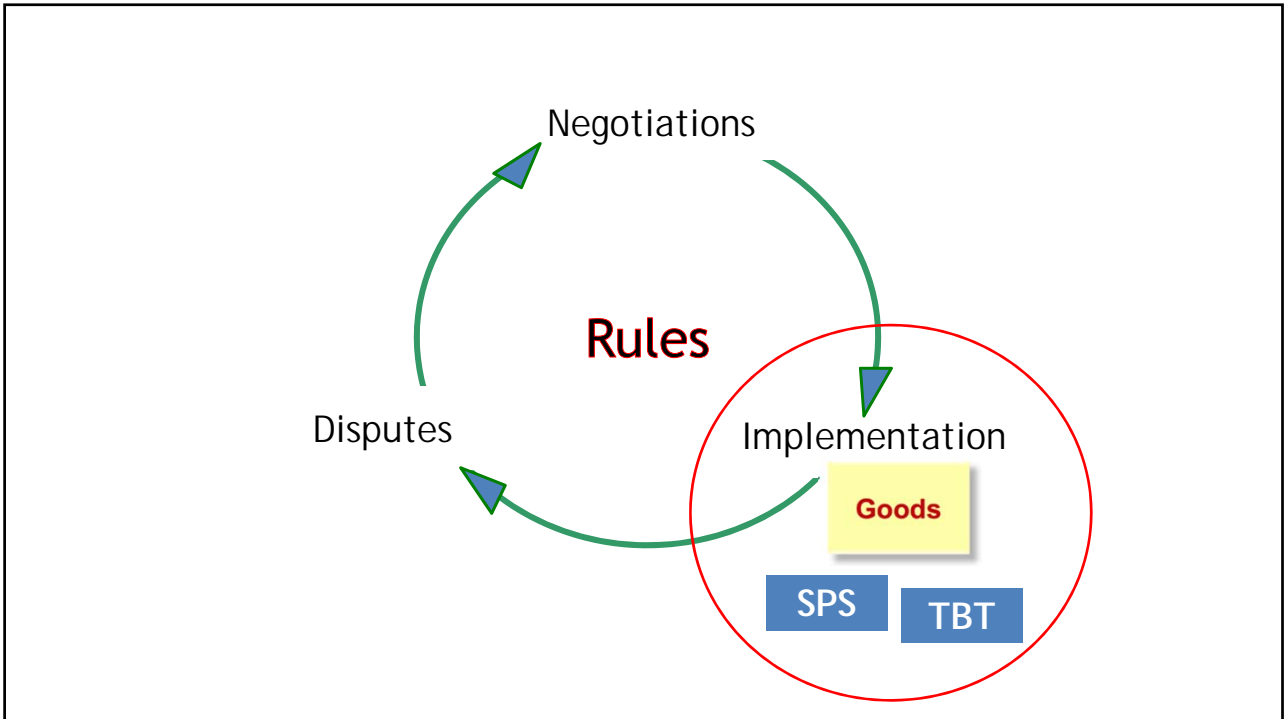 Negotiations
Rules
Disputes
Implementation
Goods
SPS
TBT